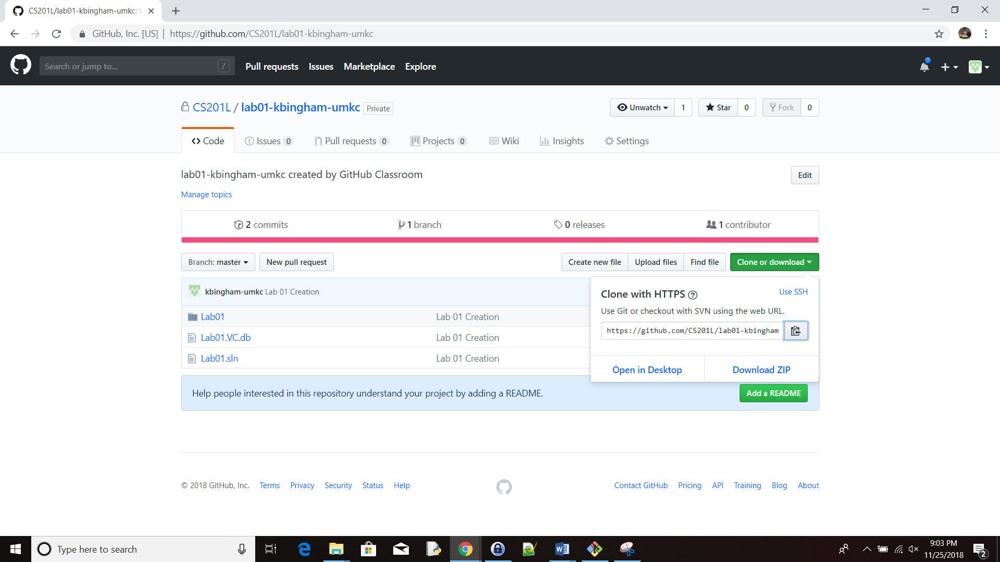 CS201L/lab01-kbingham-umkc: l
GitHub, Inc. [US] | https://github.com/CS201L/lab01-kbingham-umkc
Search or jump to... /
Pull requests Issues Marketplace Explore
CS201L / lab01-kbingham-umkc Private
Unwatch 1 Star 0 Fork 0
Code Issues 0 Pull requests 0 Projects 0 Wiki Insights Settings
lab01-kbingham-umkc created by GitHub Classroom
Edit
Manage topics
2 commits 1 branch 0 releases 1 contributor
Branch: master New pull request Create new file Upload files Find file Clone or download
kbingham-umkc Lab 01 Creation
Lab01 Lab 01 Creation
Lab01.VC.db Lab 01 Creation
Lab01.sln Lab 01 Creation
Clone with HTTPS ? Use SSH
Use Git or checkout with SVN using the web URL.
https://github.com/CS201L/lab01-kbingham
Open in Desktop Download ZIP
Help people interested in this repository understand your project by adding a README.
Add a README
© 2018 GitHub, Inc. Terms Privacy Security Status Help
Contact GitHub Pricing API Training Blog About
Type here to search
9:03 PM
11/25/2018
2